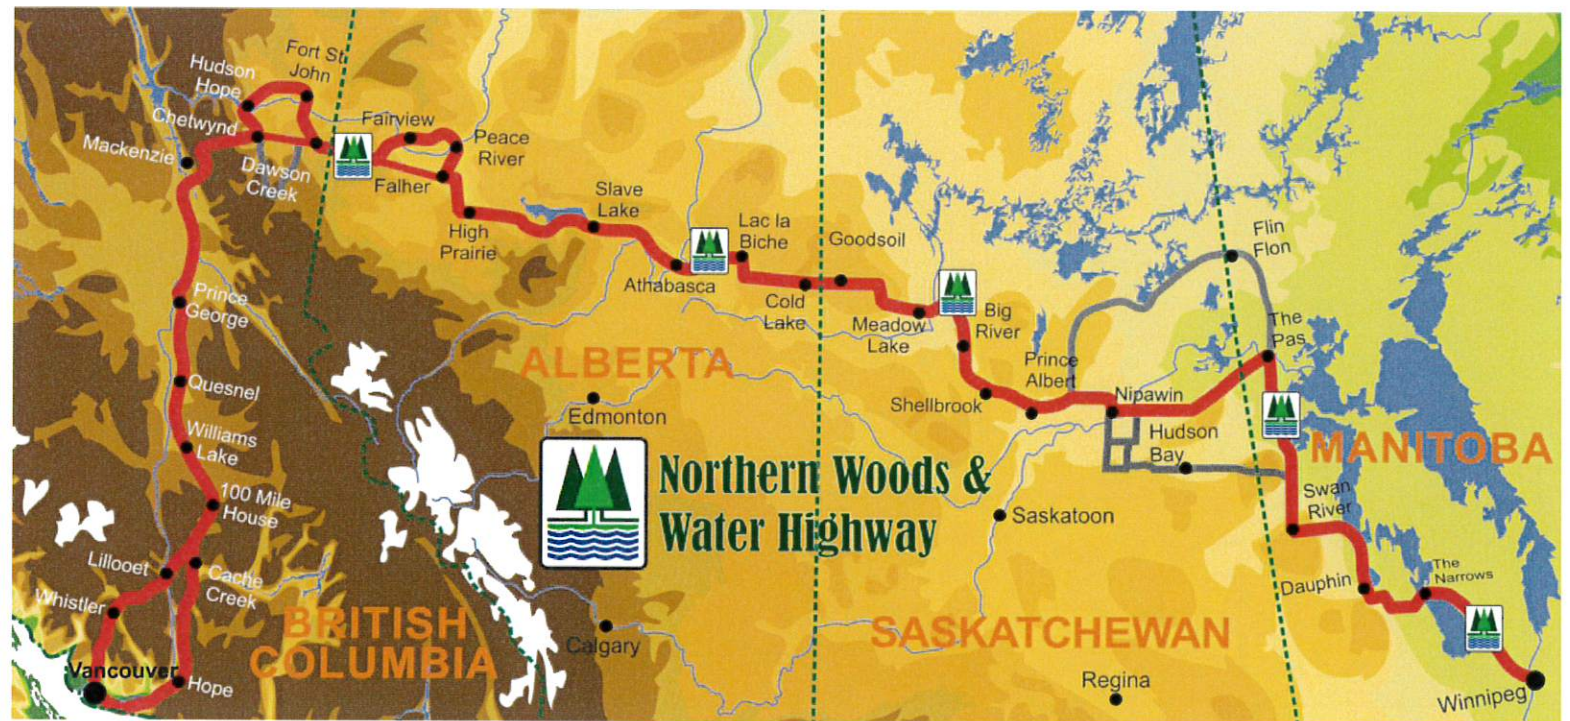 Fort St.
John
Hudson
Hope
Chetwynd
Mackenzie
Dawson
Creek
Fairview
Peace
River
Falher
High
Prairie
Slave
Lake
Athabasca
Lac la
Biche
Goodsoil
Cold
Lake
Meadow
Lake
Big
River
Flin
Flon
The
Pas
Prince
Albert
Shellbrook
Nipawin
Hudson
Bay
Prince
George
Quesnel
Williams
Lake
100 Mile
House
Lillooet
Cache
Creek
Whistler
Vancouver
Hope
BRITISH
COLUMBIA
ALBERTA
Edmonton
Northern Woods &
Water Highway
Calgary
Saskatoon
SASKATCHEWAN
Regina
MANITOBA
Swan
River
Dauphin
The
Narrows
Winnipeg